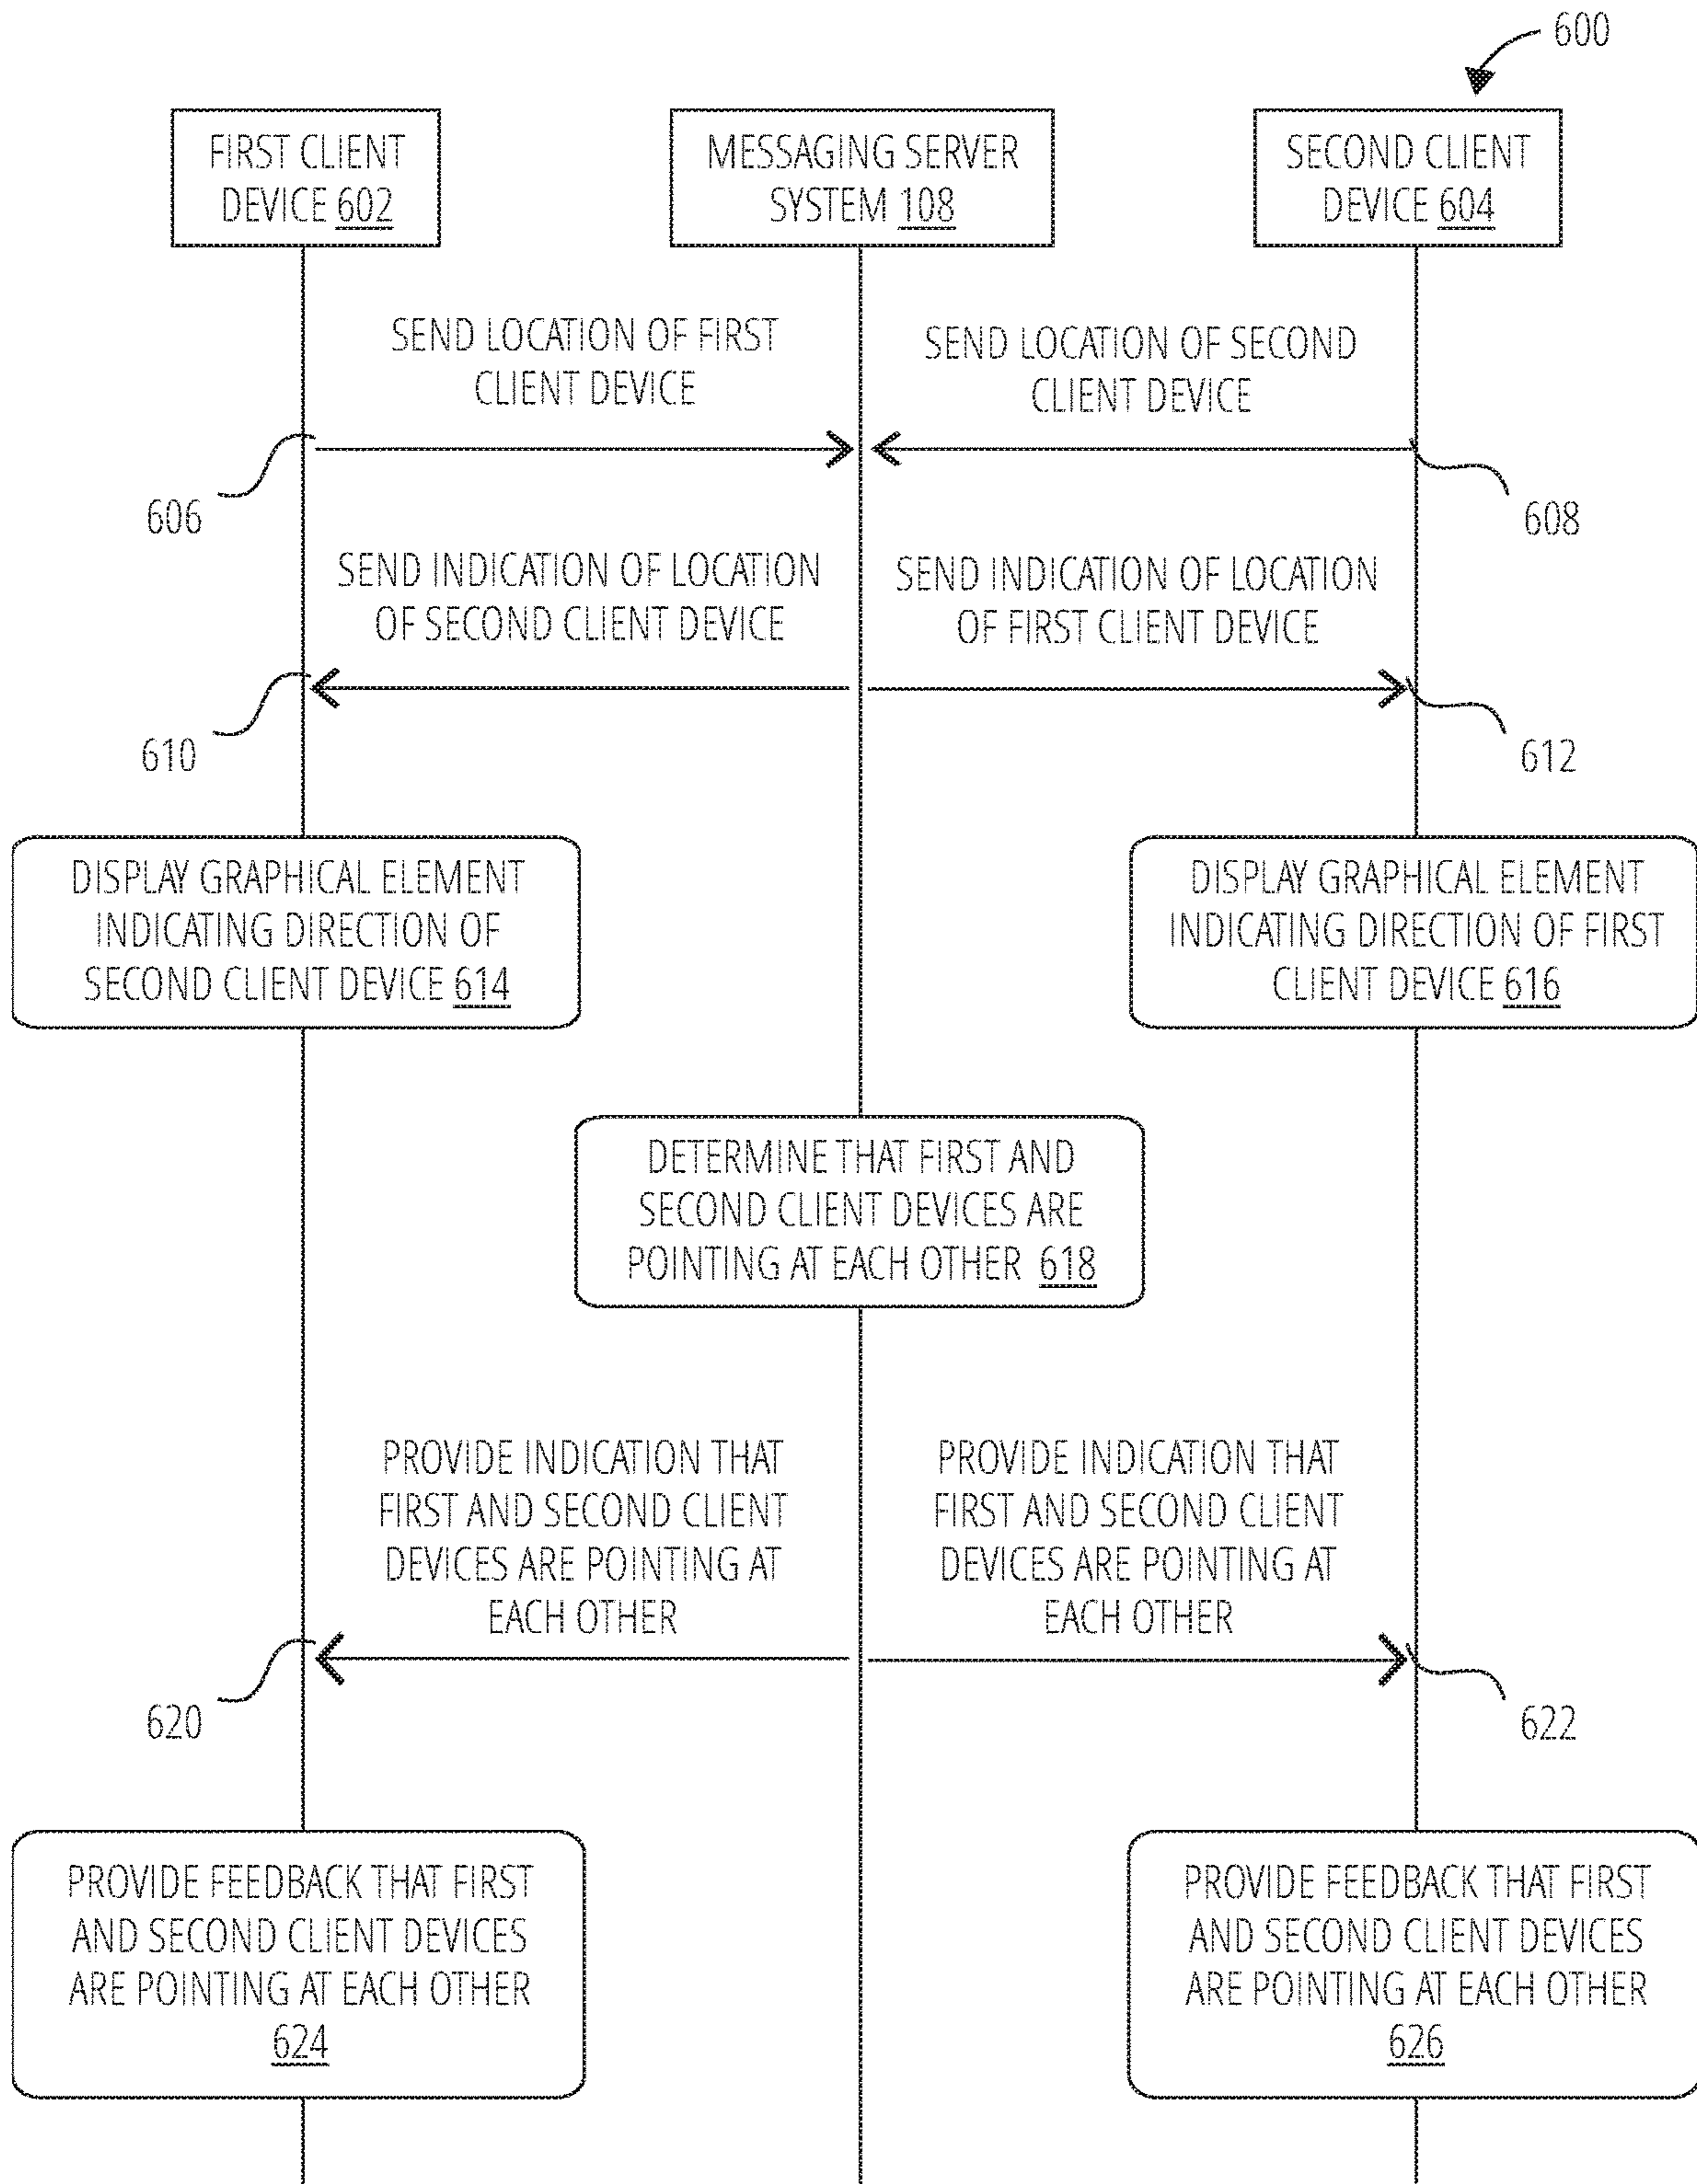 600
FIRST CLIENT
DEVICE 602
MESSAGING SERVER
SYSTEM 108
SECOND CLIENT
DEVICE 604
SEND LOCATION OF FIRST
CLIENT DEVICE
SEND LOCATION OF SECOND
CLIENT DEVICE
606
608
SEND INDICATION OF LOCATION
OF SECOND CLIENT DEVICE
SEND INDICATION OF LOCATION
OF FIRST CLIENT DEVICE
610
612
DISPLAY GRAPHICAL ELEMENT
INDICATING DIRECTION OF
SECOND CLIENT DEVICE 614
DISPLAY GRAPHICAL ELEMENT
INDICATING DIRECTION OF FIRST
CLIENT DEVICE 616
DETERMINE THAT FIRST AND
SECOND CLIENT DEVICES ARE
POINTING AT EACH OTHER 618
PROVIDE INDICATION THAT
FIRST AND SECOND CLIENT
DEVICES ARE POINTING AT
EACH OTHER
PROVIDE INDICATION THAT
FIRST AND SECOND CLIENT
DEVICES ARE POINTING AT
EACH OTHER
620
622
PROVIDE FEEDBACK THAT FIRST
AND SECOND CLIENT DEVICES
ARE POINTING AT EACH OTHER
624
PROVIDE FEEDBACK THAT FIRST
AND SECOND CLIENT DEVICES
ARE POINTING AT EACH OTHER
626